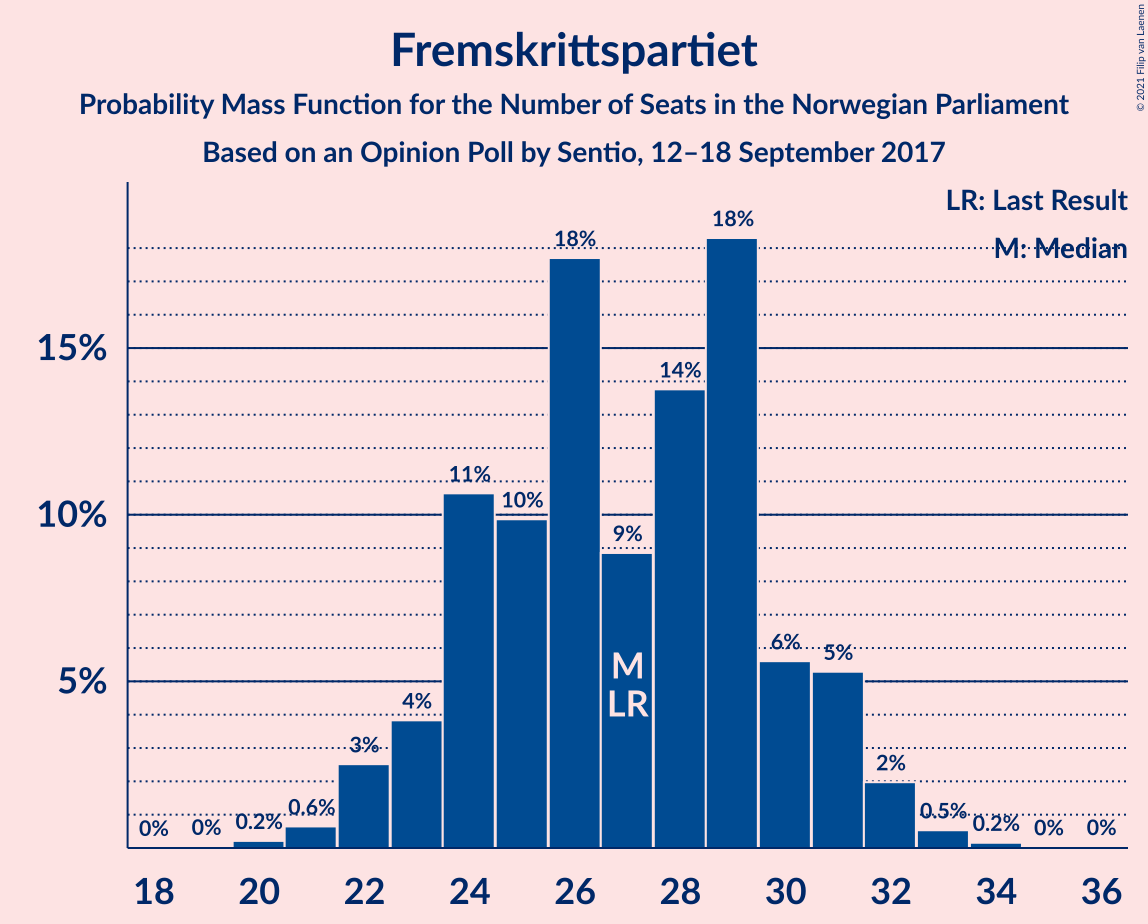 Fremskrittspartiet
Probability Mass Function for the Number of Seats in the Norwegian Parliament
Based on an Opinion Poll by Sentio, 12–18 September 2017
© 2021 Filip van Laenen
LR: Last Result
M: Median
15%
10%
5%
0%
0%
0.2%
0.6%
3%
4%
11%
10%
18%
9%
14%
18%
6%
5%
2%
0.5%
0.2%
0%
0%
M
LR
18 20 22 24 26 28 30 32 34 36